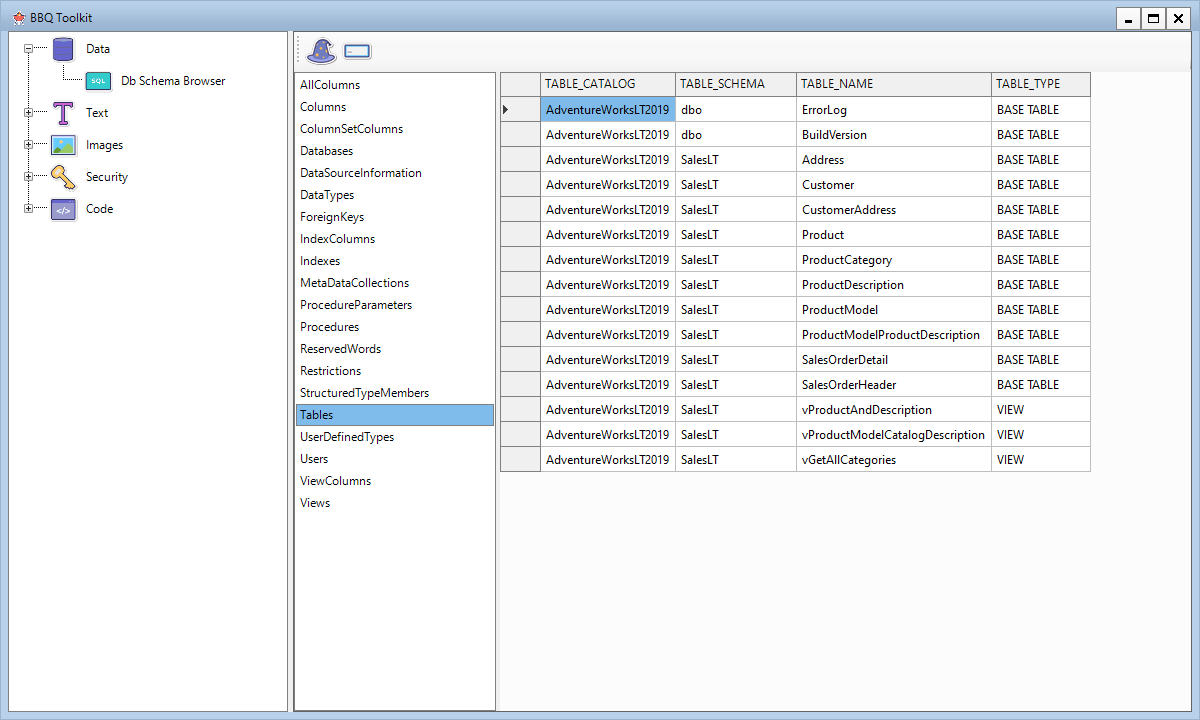 BBQ Toolkit
Data
SQL
Db Schema Browser
Text
Images
Security
</>
Code
AllColumns
Columns
ColumnSetColumns
Databases
DataSourceInformation
DataTypes
ForeignKeys
IndexColumns
Indexes
MetaDataCollections
ProcedureParameters
Procedures
ReservedWords
Restrictions
StructuredTypeMembers
Tables
UserDefinedTypes
Users
ViewColumns
Views
TABLE_CATALOG TABLE_SCHEMA TABLE_NAME TABLE_TYPE
AdventureWorksLT2019 dbo ErrorLog BASE TABLE
AdventureWorksLT2019 dbo BuildVersion BASE TABLE
AdventureWorksLT2019 SalesLT Address BASE TABLE
AdventureWorksLT2019 SalesLT Customer BASE TABLE
AdventureWorksLT2019 SalesLT CustomerAddress BASE TABLE
AdventureWorksLT2019 SalesLT Product BASE TABLE
AdventureWorksLT2019 SalesLT ProductCategory BASE TABLE
AdventureWorksLT2019 SalesLT ProductDescription BASE TABLE
AdventureWorksLT2019 SalesLT ProductModel BASE TABLE
AdventureWorksLT2019 SalesLT ProductModelProductDescription BASE TABLE
AdventureWorksLT2019 SalesLT SalesOrderDetail BASE TABLE
AdventureWorksLT2019 SalesLT SalesOrderHeader BASE TABLE
AdventureWorksLT2019 SalesLT vProductAndDescription VIEW
AdventureWorksLT2019 SalesLT vProductModelCatalogDescription VIEW
AdventureWorksLT2019 SalesLT vGetAllCategories VIEW